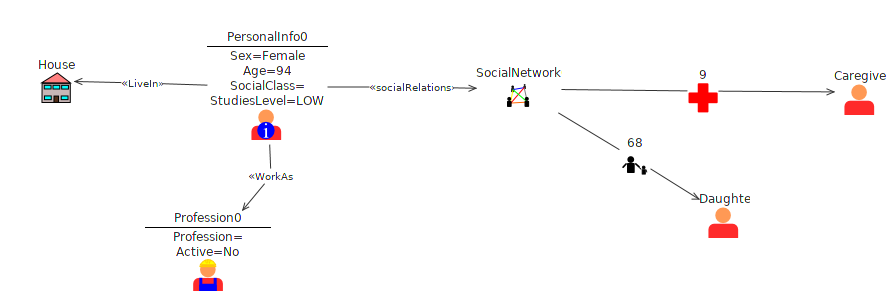 House
«LiveIn»
PersonalInfo0
Sex=Female
Age=94
SocialClass=
StudiesLevel=LOW
«socialRelations»
SocialNetwork
9
Caregive
68
Daughte
«WorkAs
Profession0
Profession=
Active=No